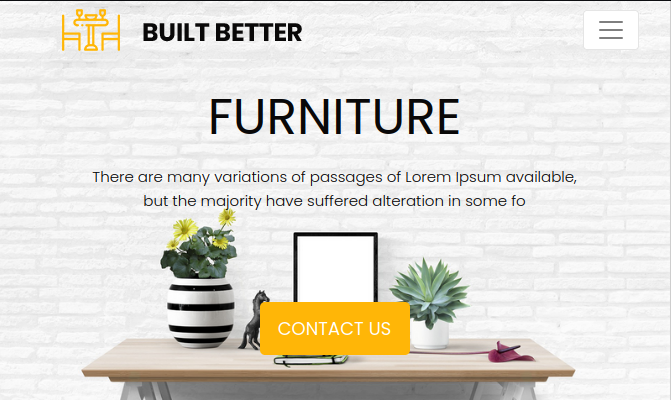 BUILT BETTER
FURNITURE
There are many variations of passages of Lorem Ipsum available,
but the majority have suffered alteration in some fo
CONTACT US